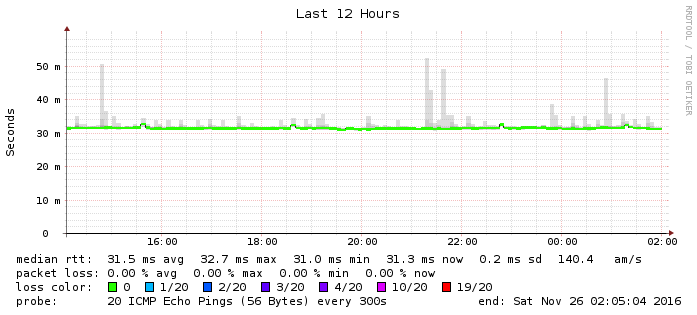 Last 12 Hours
RRDTOOL / TOBI OETIKER
Seconds
50 m
40 m
30 m
20 m
10 m
0
16:00 18:00 20:00 22:00 00:00 02:00
median rtt: 31.5 ms avg 32.7 ms max 31.0 ms min 31.3 ms now 0.2 ms sd 140.4 am/s
packet loss: 0.00 % avg 0.00 % max 0.00 % min 0.00 % now
loss color: 0 1/20 2/20 3/20 4/20 10/20 19/20
probe: 20 ICMP Echo Pings (56 Bytes) every 300s end: Sat Nov 26 02:05:04 2016